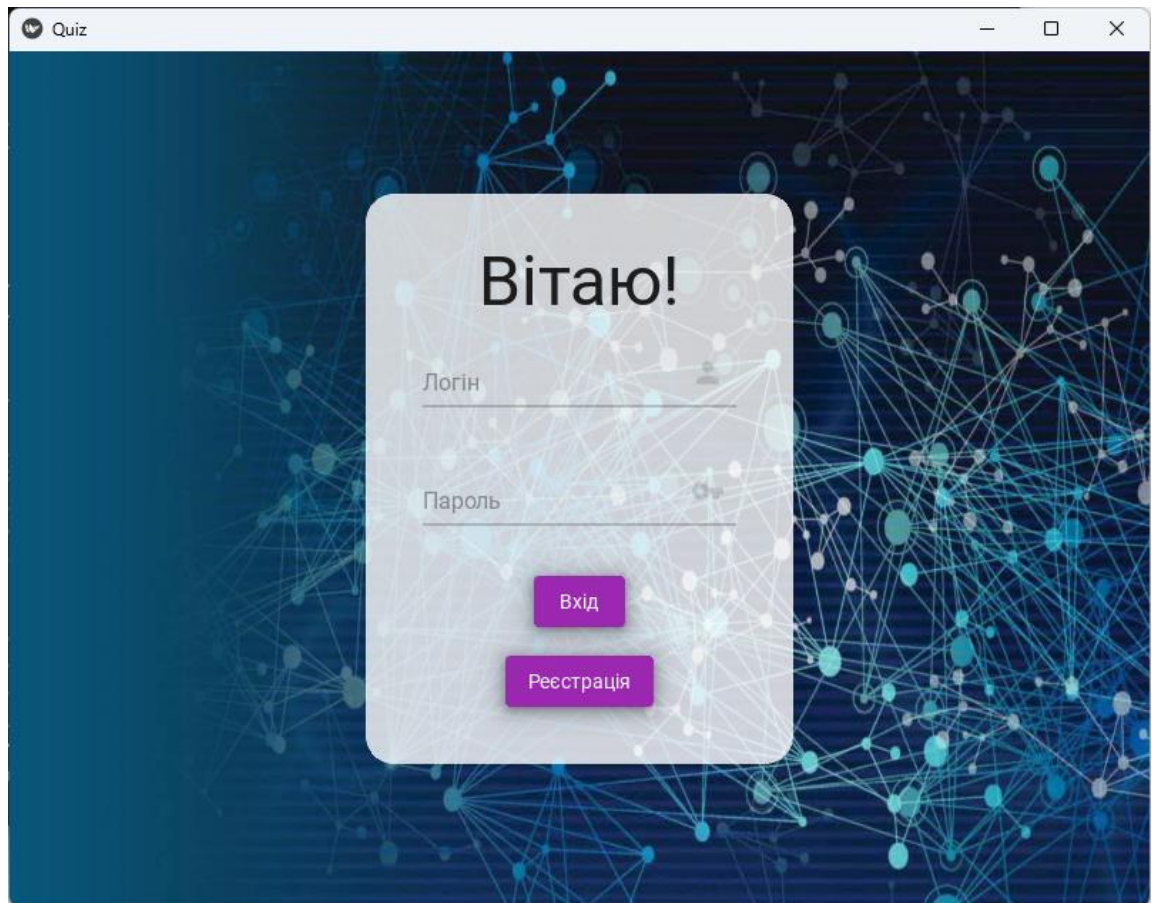 Quiz
Вітаю!
Логін
Пароль
Вхід
Реєстрація